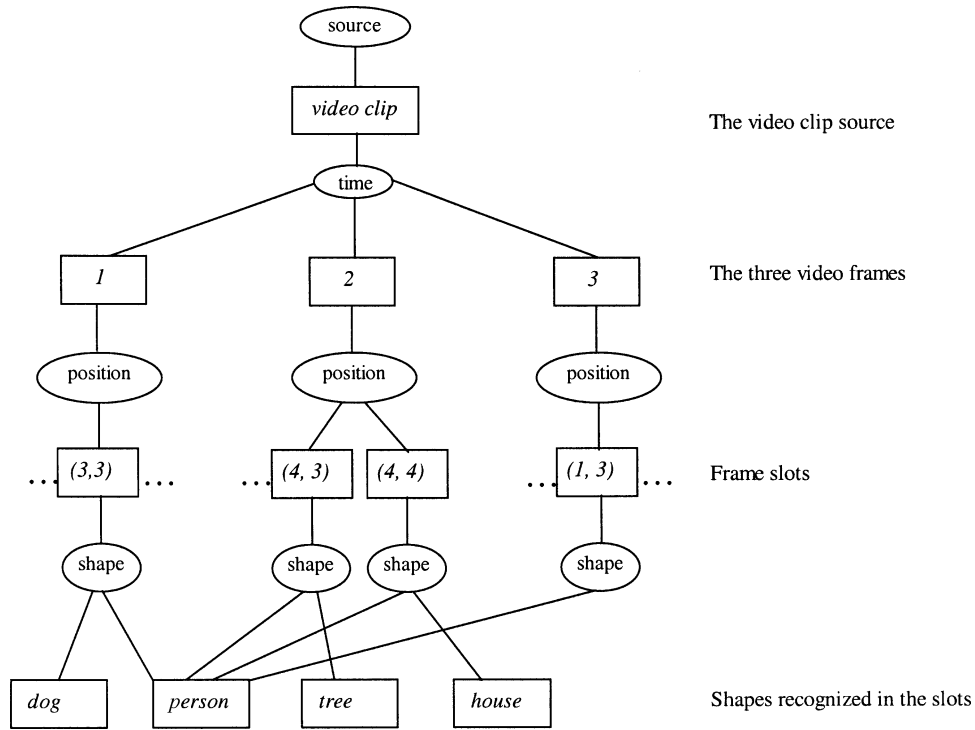 source
video clip
The video clip source
time
1
2
3
The three video frames
position
position
position
... (3,3) ...
... (4, 3)
(4, 4)
... (1, 3) ...
Frame slots
shape
shape
shape
shape
dog
person
tree
house
Shapes recognized in the slots